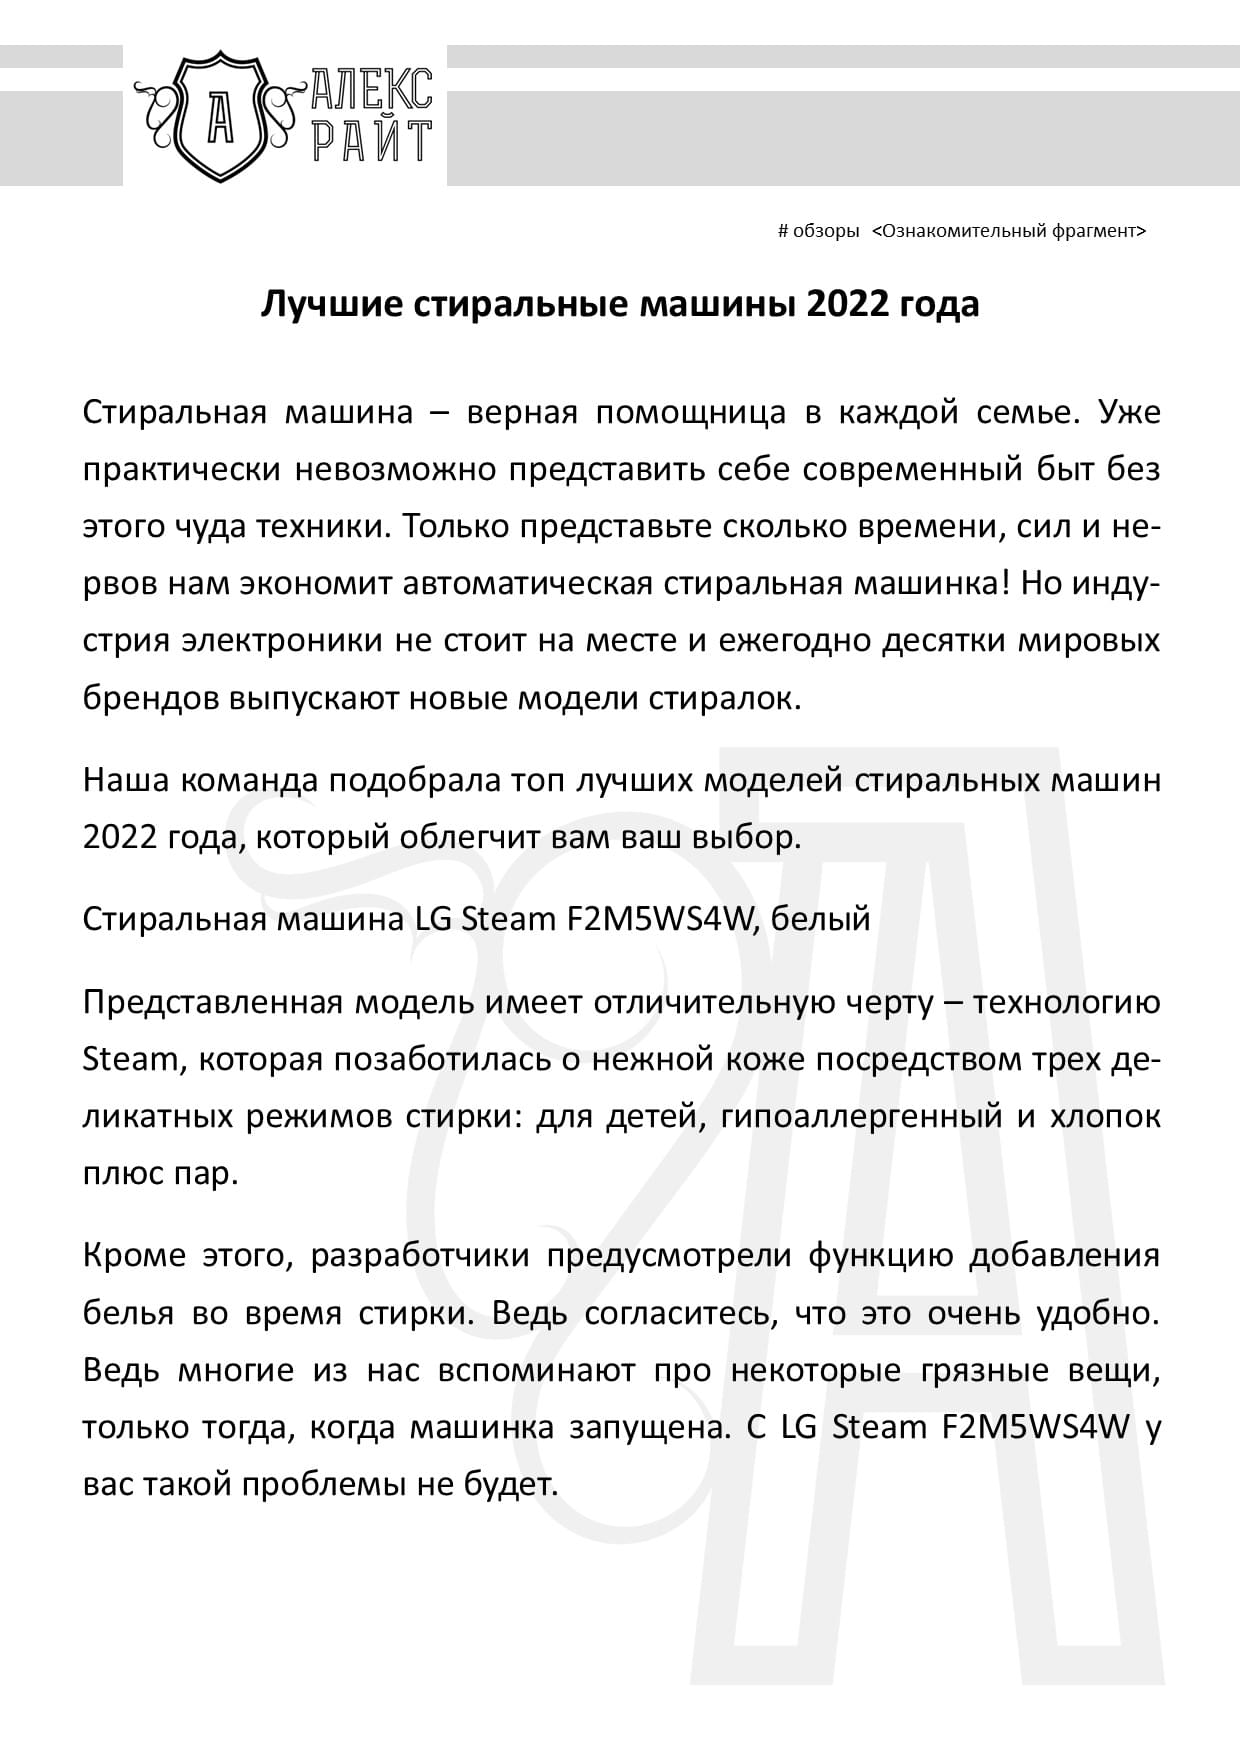 АЛЕКС
РАЙТ
А
# обзоры <Ознакомительный фрагмент>
Лучшие стиральные машины 2022 года
Стиральная машина – верная помощница в каждой семье. Уже
практически невозможно представить себе современный быт без
этого чуда техники. Только представьте сколько времени, сил и не-
рвов нам экономит автоматическая стиральная машинка! Но инду-
стрия электроники не стоит на месте и ежегодно десятки мировых
брендов выпускают новые модели стиралок.
Наша команда подобрала топ лучших моделей стиральных машин
2022 года, который облегчит вам ваш выбор.
Стиральная машина LG Steam F2M5WS4W, белый
Представленная модель имеет отличительную черту – технологию
Steam, которая позаботилась о нежной коже посредством трех де-
ликатных режимов стирки: для детей, гипоаллергенный и хлопок
плюс пар.
Кроме этого, разработчики предусмотрели функцию добавления
белья во время стирки. Ведь согласитесь, что это очень удобно.
Ведь многие из нас вспоминают про некоторые грязные вещи,
только тогда, когда машинка запущена. С LG Steam F2M5WS4W у
вас такой проблемы не будет.